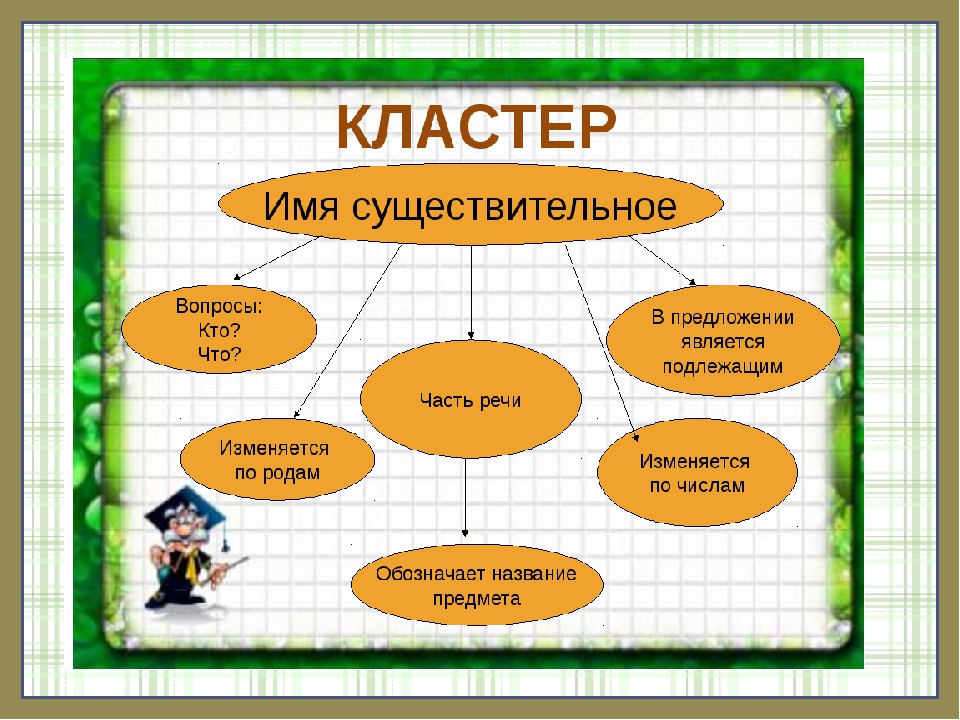 КЛАСТЕР
Имя существительное
Вопросы:
Кто?
Что?
В предложении
является
подлежащим
Часть речи
Изменяется
по родам
Изменяется
по числам
Обозначает название
предмета